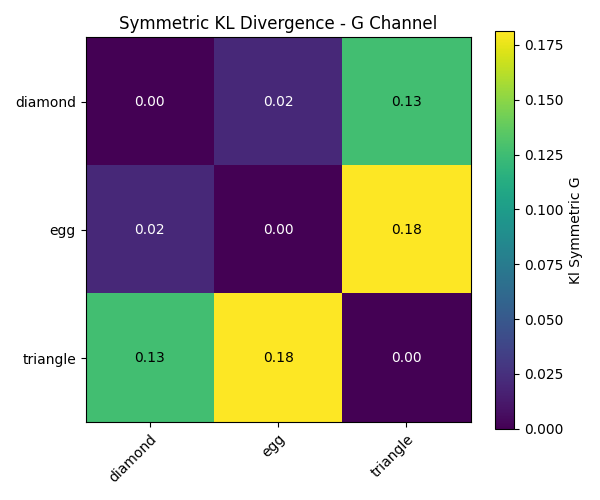 Symmetric KL Divergence - G Channel
diamond
egg
triangle
0.00 0.02 0.13
0.02 0.00 0.18
0.13 0.18 0.00
diamond
egg
triangle
0.175
0.150
0.125
0.100
0.075
0.050
0.025
0.000
Kl Symmetric G